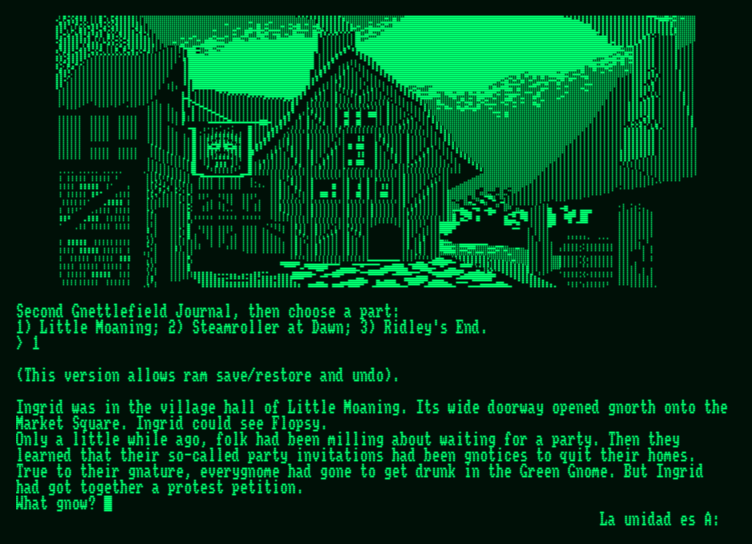 Second Gnettlefield Journal, then choose a part:
1) Little Moaning; 2) Steamroller at Dawn; 3) Ridley's End.
> 1
(This version allows ram save/restore and undo).
Ingrid was in the village hall of Little Moaning. Its wide doorway opened gnorth onto the
Market Square. Ingrid could see Flopsy.
Only a little while ago, folk had been milling about waiting for a party. Then they
learned that their so-called party invitations had been gnotices to quit their homes.
True to their gnature, everygnome had gone to get drunk in the Green Gnome. But Ingrid
had got together a protest petition.
What gnow?
La unidad es A: